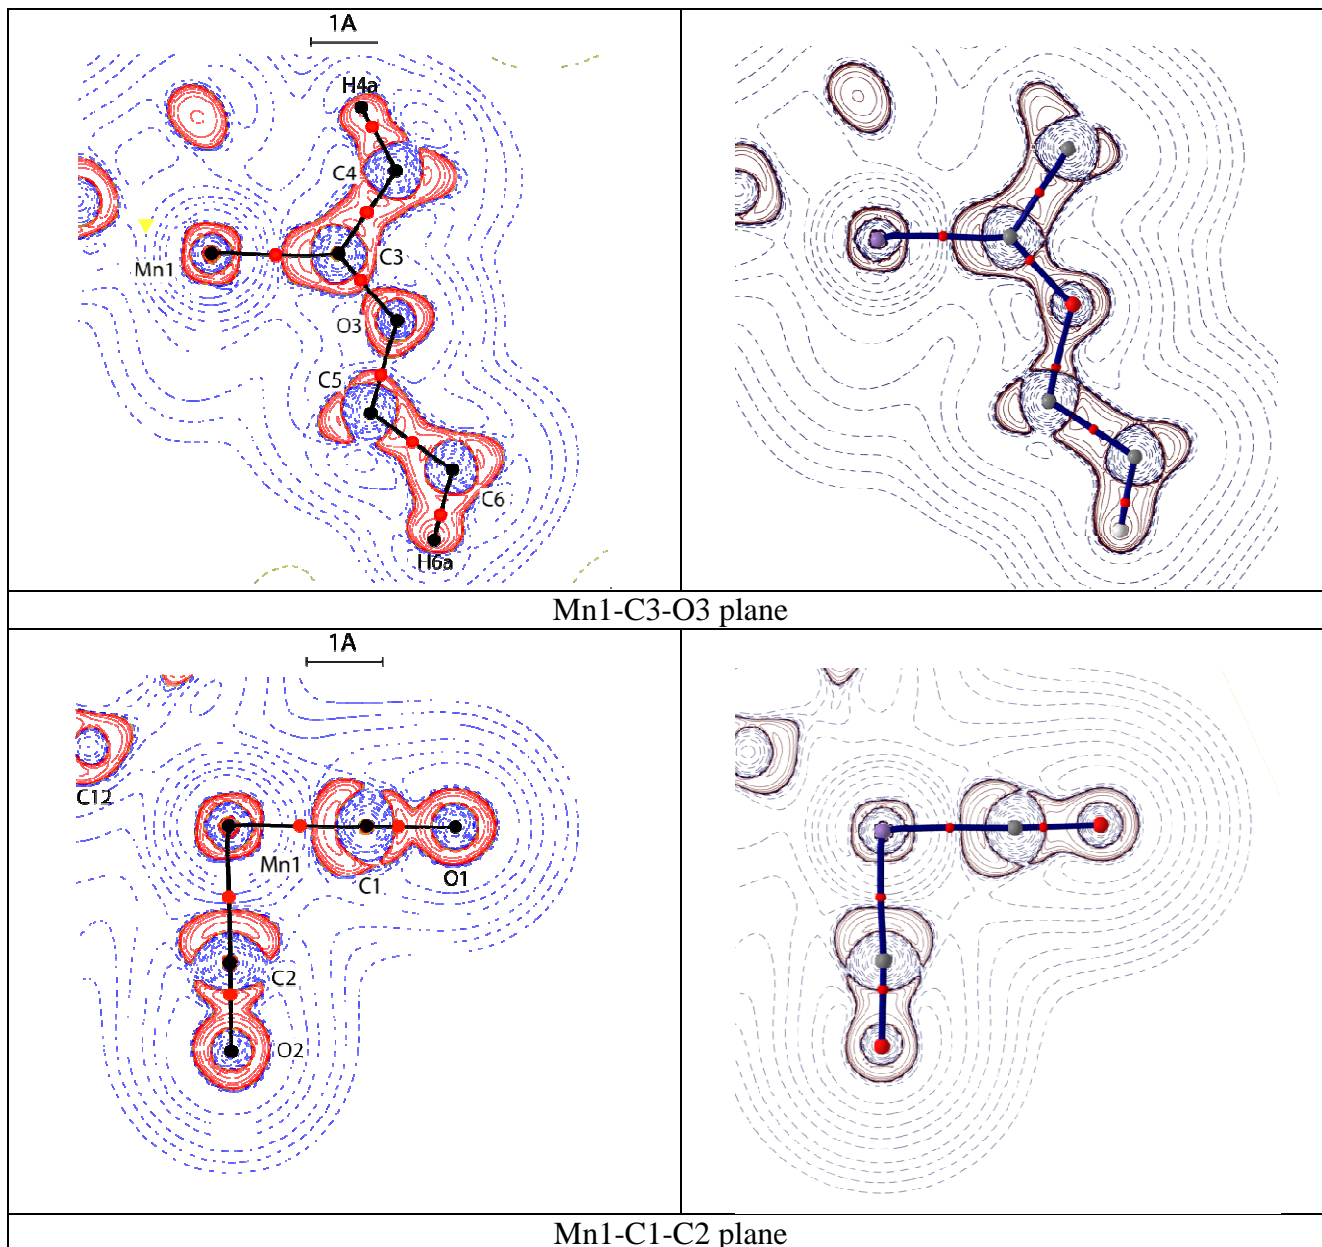 1A
H4a
C4
Mn1
C3
O3
C5
C6
H6a
Mn1-C3-O3 plane
1A
C12
Mn1
C1
O1
C2
O2
Mn1-C1-C2 plane